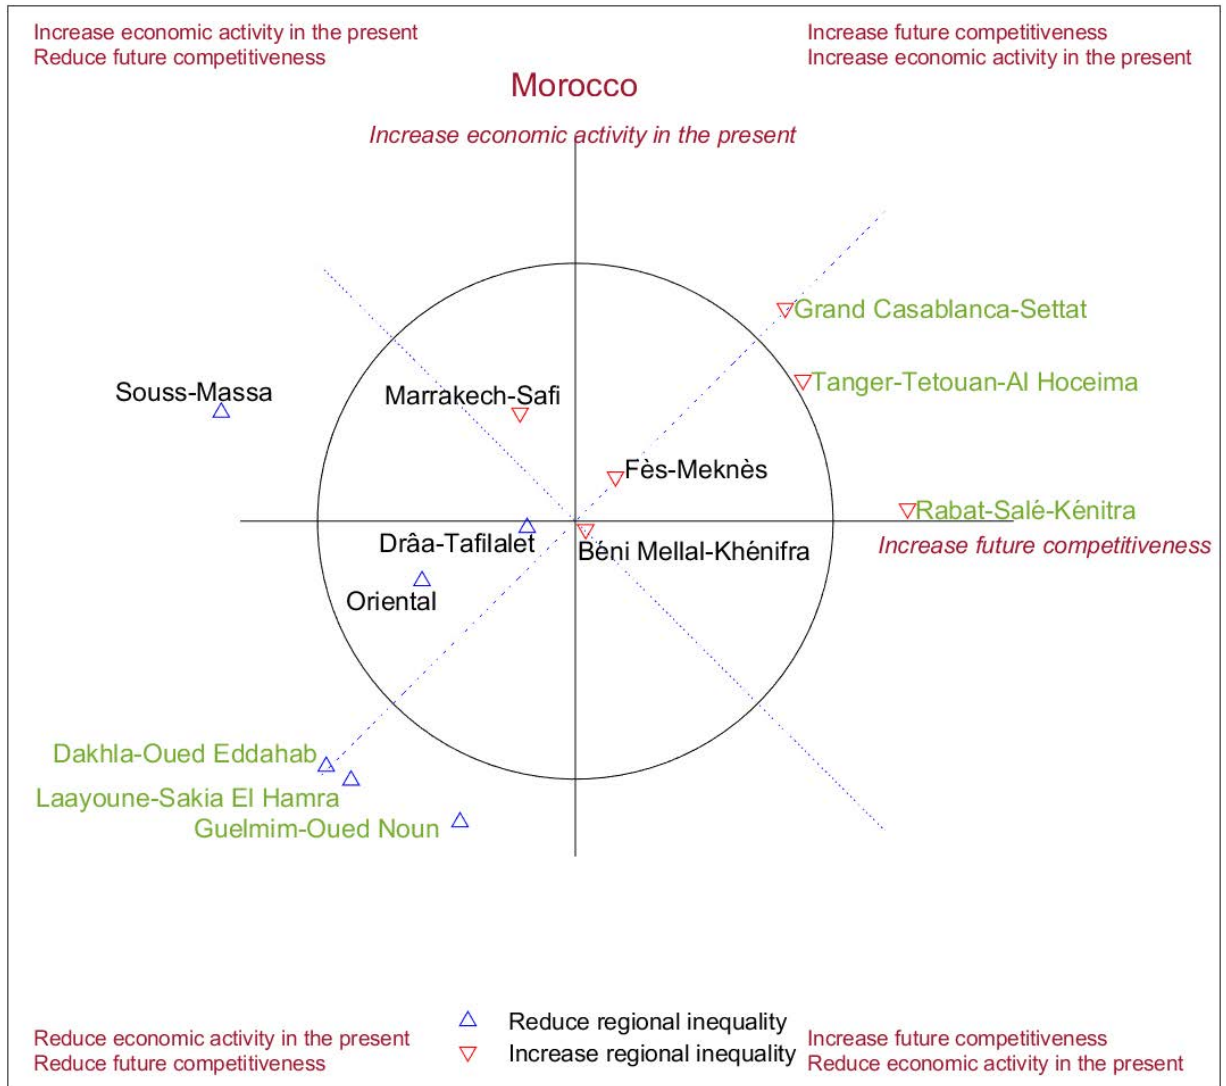 Increase economic activity in the present
Reduce future competitiveness
Increase future competitiveness
Increase economic activity in the present
Morocco
Increase economic activity in the present
Grand Casablanca-Settat
Tanger-Tetouan-Al Hoceima
Souss-Massa
Marrakech-Safi
Fès-Meknès
Rabat-Salé-Kénitra
Drâa-Tafilalet
Béni Mellal-Khénifra
Increase future competitiveness
Oriental
Dakhla-Oued Eddahab
Laayoune-Sakia El Hamra
Guelmim-Oued Noun
Reduce regional inequality
Increase regional inequality
Reduce economic activity in the present
Reduce future competitiveness
Increase future competitiveness
Reduce economic activity in the present